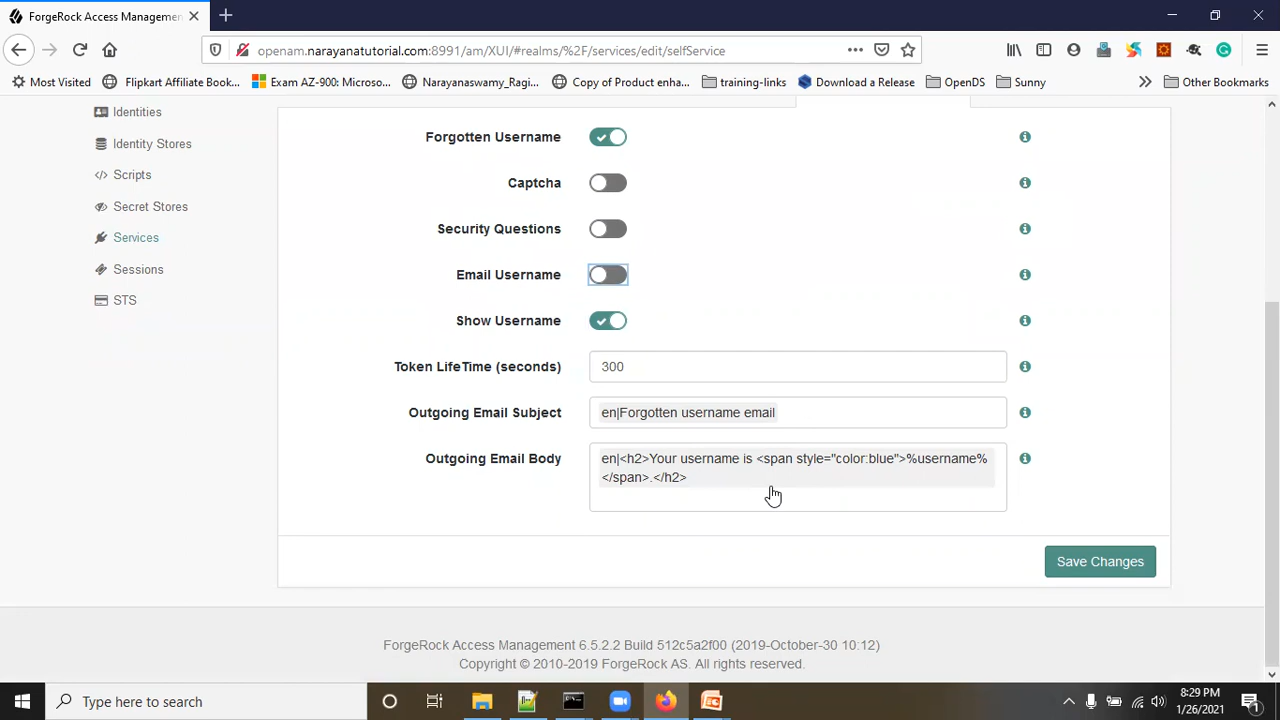 ForgeRock Access Management
openam.narayanatutorial.com:8991/am/XUI/#realms/%2F/services/edit/selfService
Most Visited
Flipkart Affiliate Book...
Exam AZ-900: Microso...
Narayanaswamy_Ragi...
Copy of Product enha...
training-links
Download a Release
OpenDS
Sunny
Other Bookmarks
Identities
Identity Stores
Scripts
Secret Stores
Services
Sessions
STS
Forgotten Username
Captcha
Security Questions
Email Username
Show Username
Token LifeTime (seconds)
300
Outgoing Email Subject
en|Forgotten username email
Outgoing Email Body
en|<h2>Your username is <span style="color:blue">%username%
</span>.</h2>
Save Changes
ForgeRock Access Management 6.5.2.2 Build 512c5a2f00 (2019-October-30 10:12)
Copyright © 2010-2019 ForgeRock AS. All rights reserved.
Type here to search
8:29 PM
1/26/2021
1